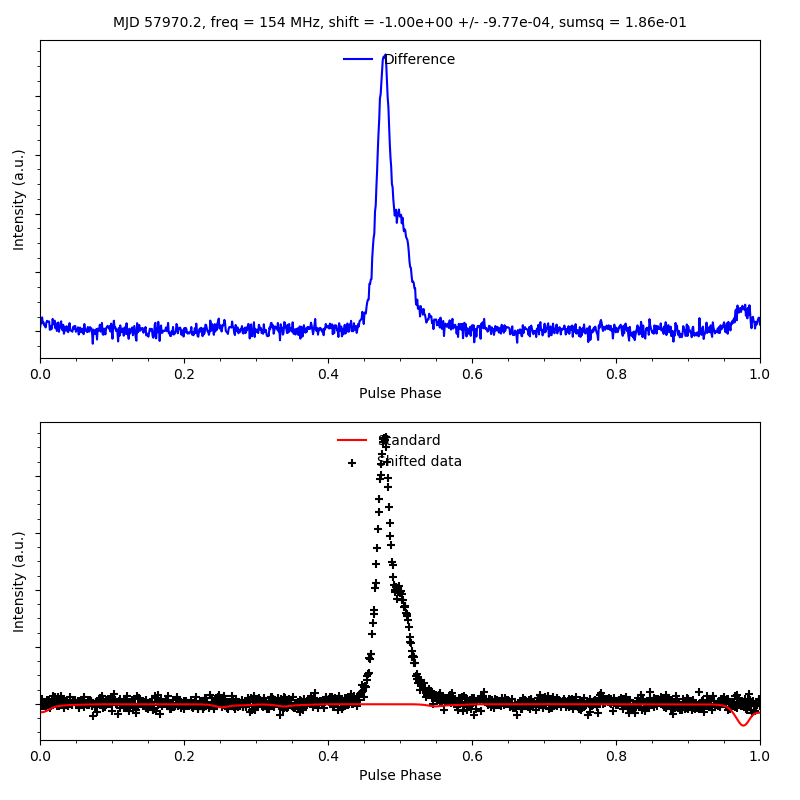 MJD 57970.2, freq = 154 MHz, shift = -1.00e+00 +/- -9.77e-04, sumsq = 1.86e-01
Difference
Intensity (a.u.)
0.0 0.2 0.4 0.6 0.8 1.0
Pulse Phase
Standard
Shifted data
Intensity (a.u.)
0.0 0.2 0.4 0.6 0.8 1.0
Pulse Phase